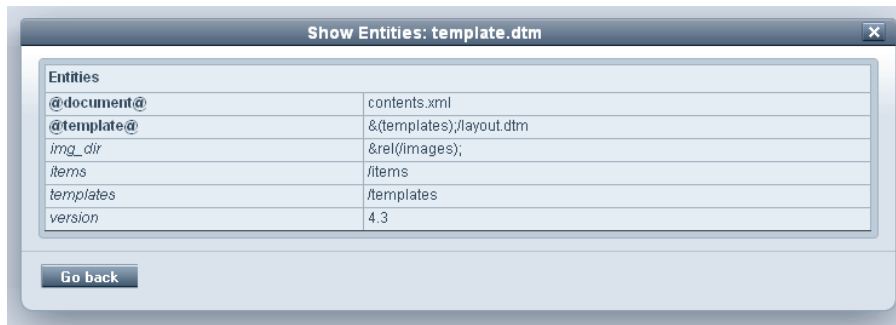 Show Entities: template.dtm
Entities
@document@ contents.xml
@template@ &(templates);/layout.dtm
img_dir &rel(/images);
items /items
templates /templates
version 4.3
Go back